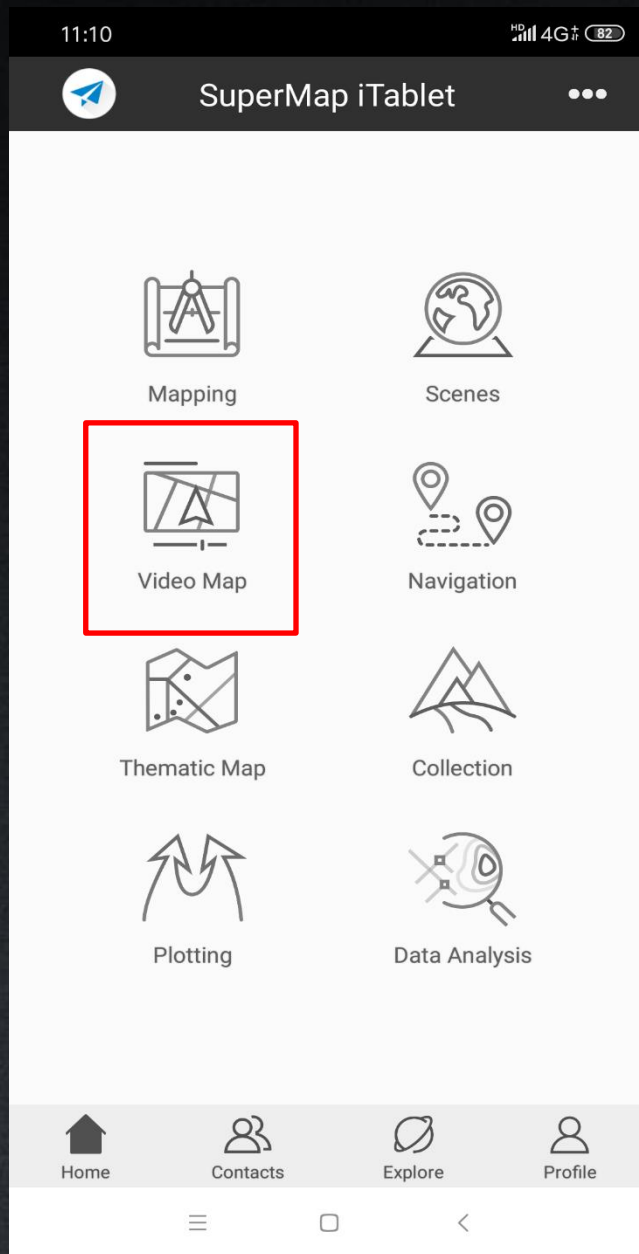 11:10 HD 4G 82
SuperMap iTablet
Mapping Scenes
Video Map Navigation
Thematic Map Collection
Plotting Data Analysis
Home Contacts Explore Profile